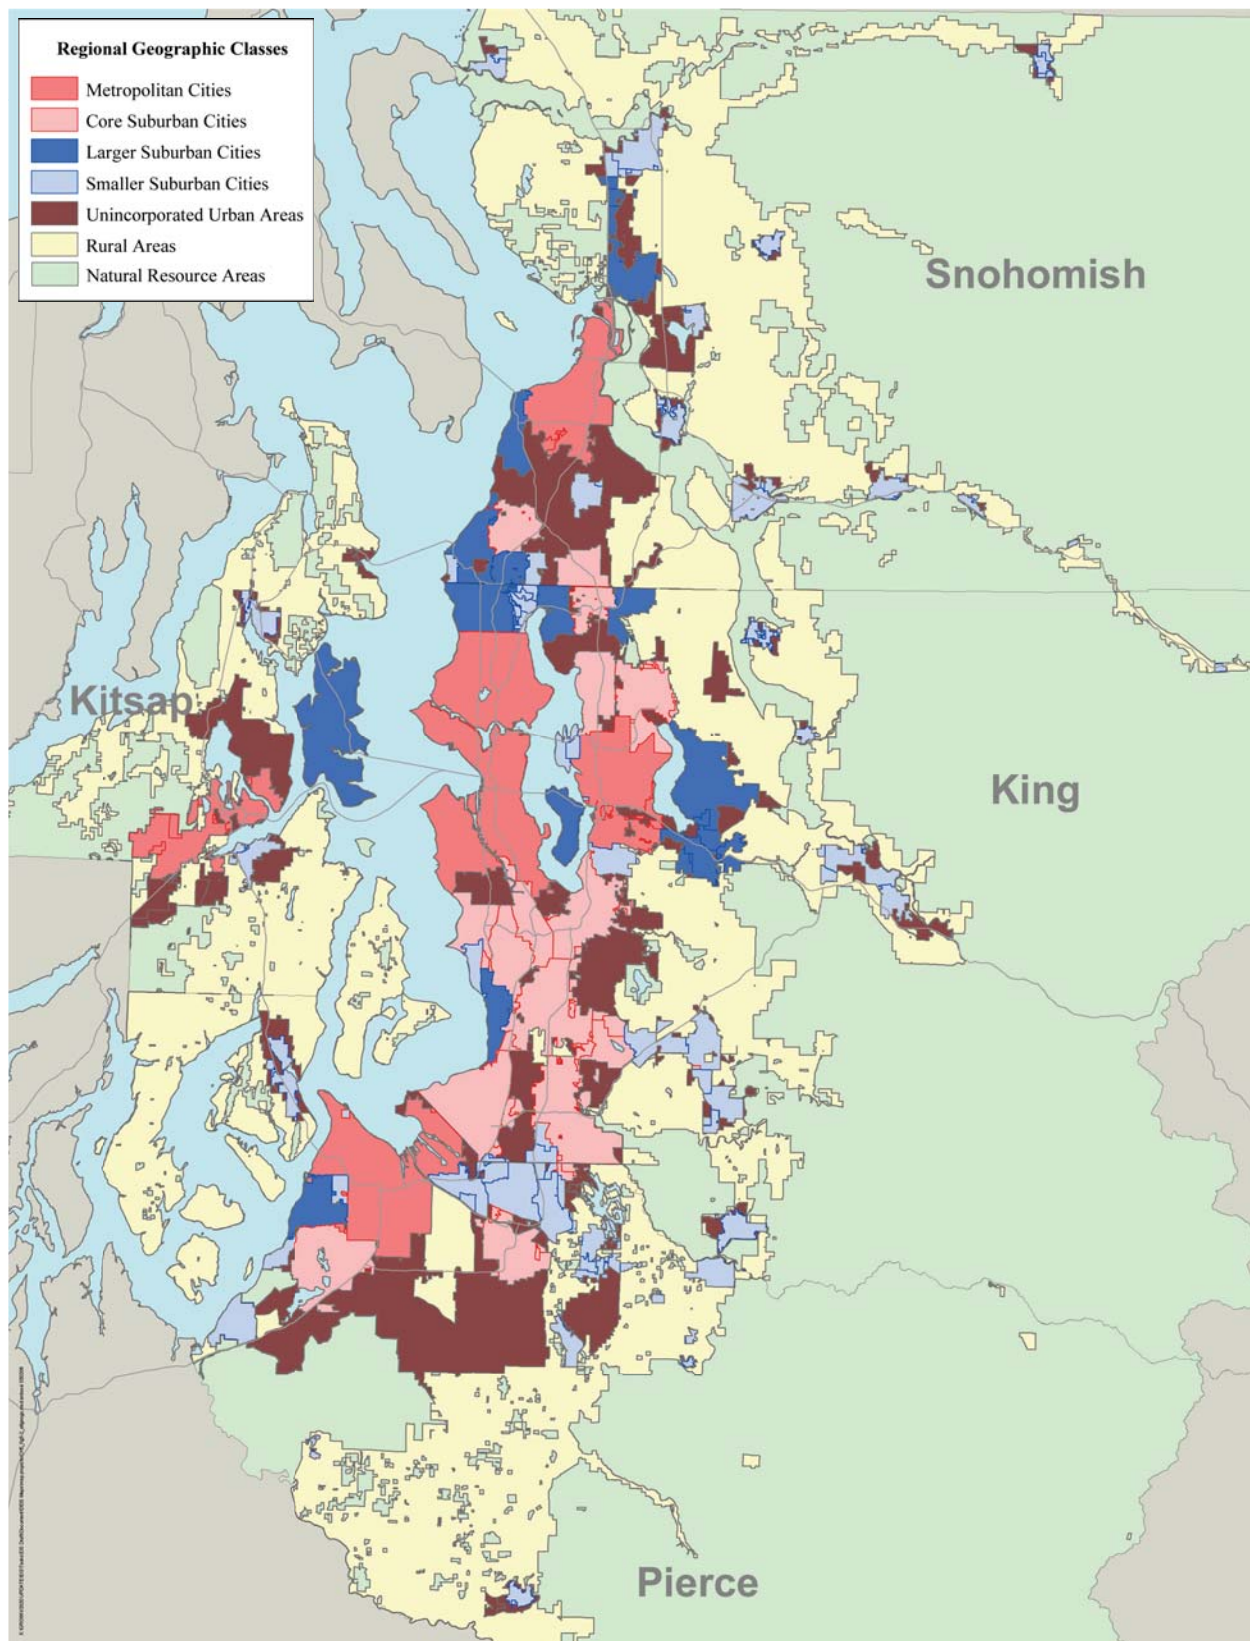 Regional Geographic Classes
Metropolitan Cities
Core Suburban Cities
Larger Suburban Cities
Smaller Suburban Cities
Unincorporated Urban Areas
Rural Areas
Natural Resource Areas
Snohomish
Kitsap
King
Pierce